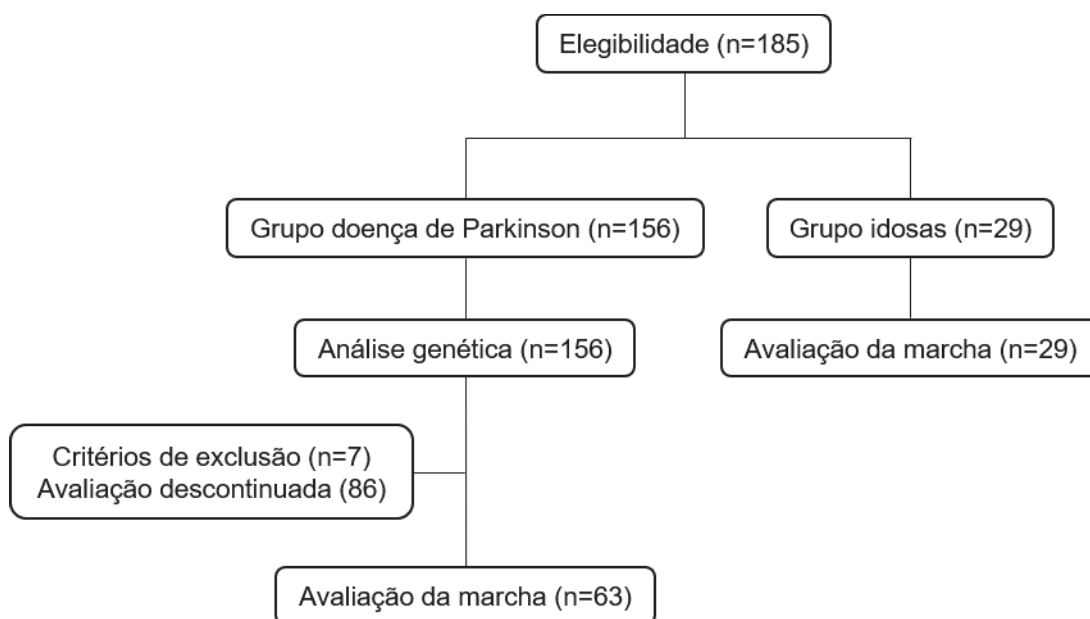 Elegibilidade (n=185)
Grupo doença de Parkinson (n=156)
Grupo idosas (n=29)
Análise genética (n=156)
Avaliação da marcha (n=29)
Critérios de exclusão (n=7)
Avaliação descontinuada (86)
Avaliação da marcha (n=63)